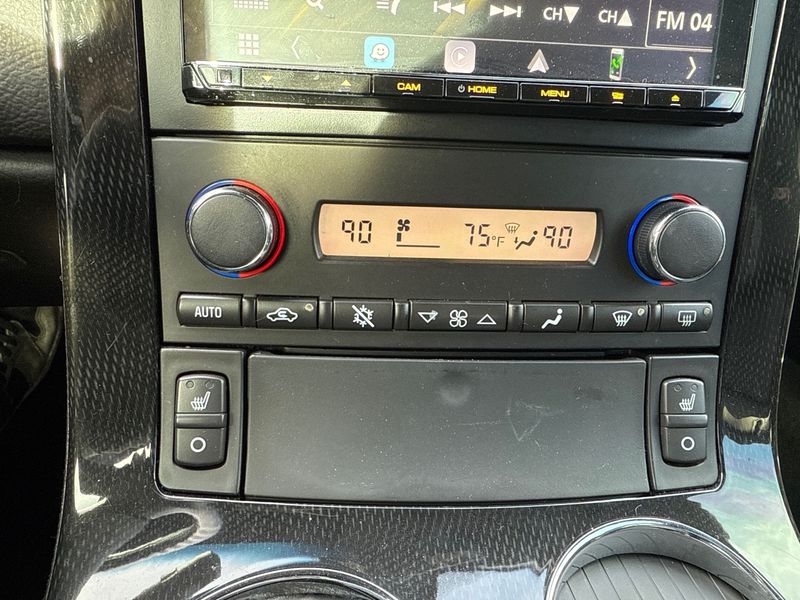 CH▼ CH▲ FM 04
CAM HOME MENU
90 75°F 90
AUTO